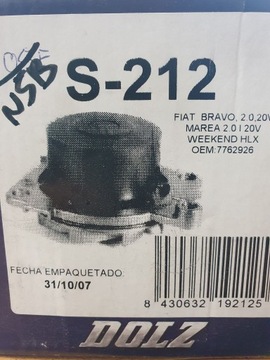 NSB
S-212
FIAT BRAVO, 2.0,20V
MAREA 2.0 I 20V
WEEKEND HLX
OEM:7762926
FECHA EMPAQUETADO:
31/10/07
8 430632 192125
DOLZ